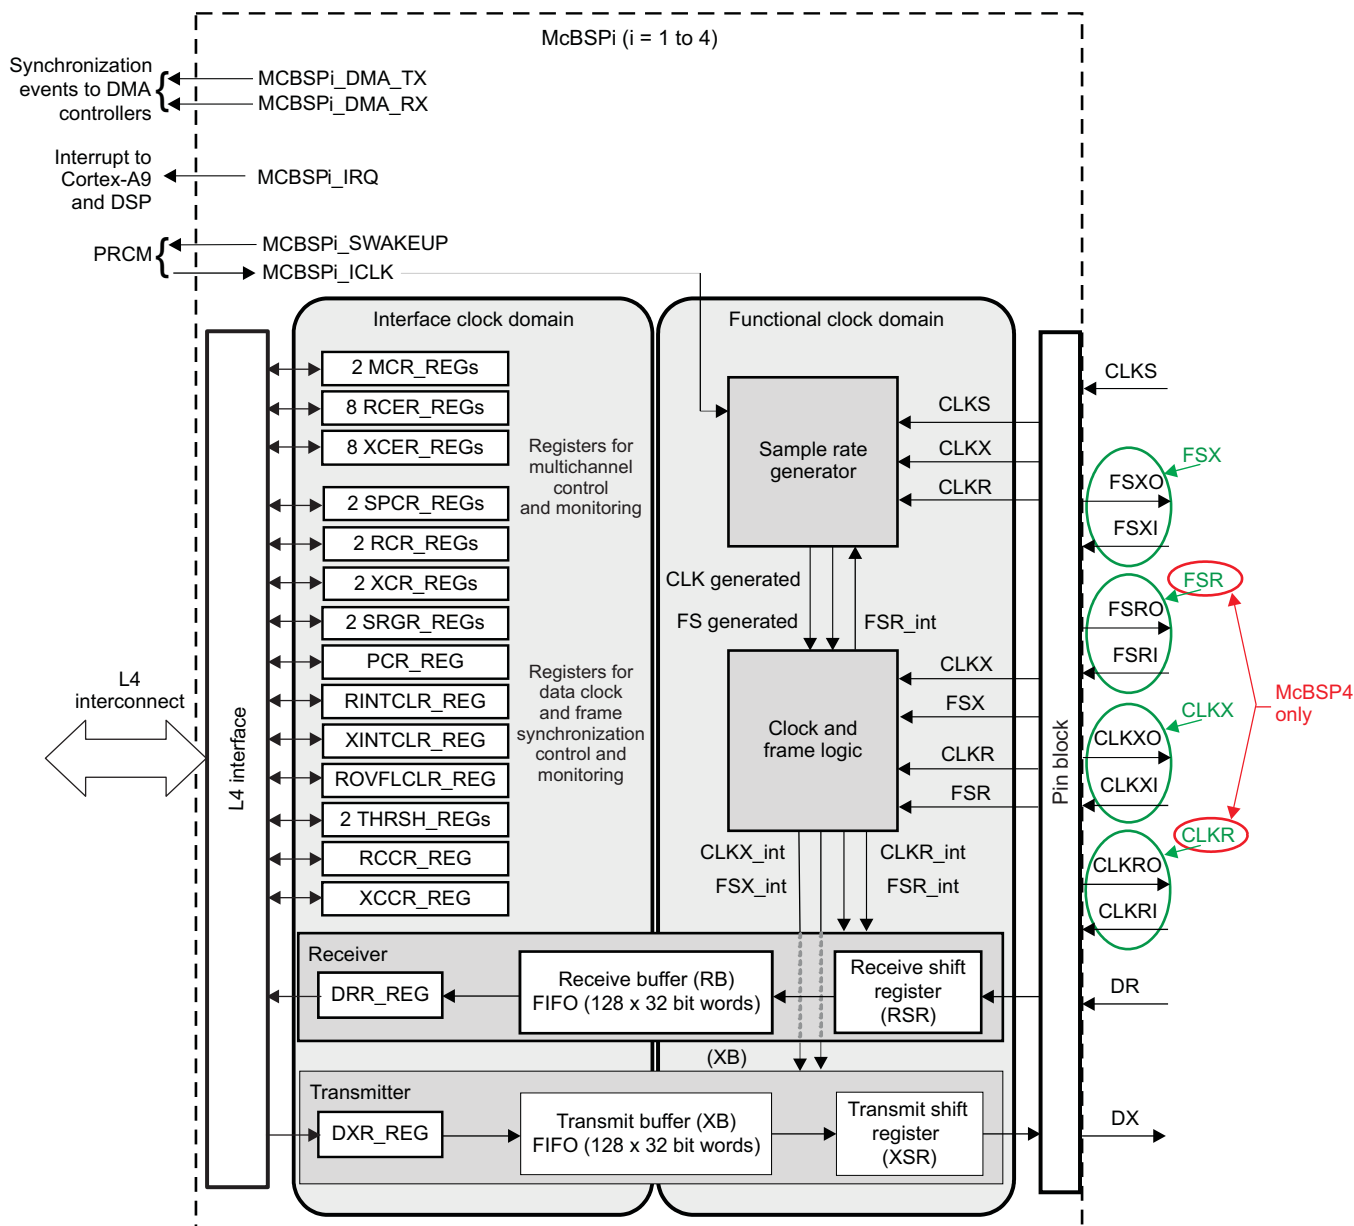 McBSPi (i = 1 to 4)
Synchronization
events to DMA
controllers
MCBSPi_DMA_TX
MCBSPi_DMA_RX
Interrupt to
Cortex-A9
and DSP
MCBSPi_IRQ
PRCM
MCBSPi_SWAKEUP
MCBSPi_ICLK
Interface clock domain
Functional clock domain
L4
interconnect
L4 interface
2 MCR_REGs
8 RCER_REGs
8 XCER_REGs
2 SPCR_REGs
2 RCR_REGs
2 XCR_REGs
2 SRGR_REGs
PCR_REG
RINTCLR_REG
XINTCLR_REG
ROVFLCLR_REG
2 THRSH_REGs
RCCR_REG
XCCR_REG
Registers for
multichannel
control
and monitoring
Registers for
data clock
and frame
synchronization
control and
monitoring
Sample rate
generator
CLKS
CLKX
CLKR
CLK generated
FS generated
FSR_int
Clock and
frame logic
CLKX
FSX
CLKR
FSR
CLKX_int
FSX_int
CLKR_int
FSR_int
Receiver
DRR_REG
Receive buffer (RB)
FIFO (128 x 32 bit words)
Receive shift
register
(RSR)
(XB)
Transmitter
DXR_REG
Transmit buffer (XB)
FIFO (128 x 32 bit words)
Transmit shift
register
(XSR)
Pin block
CLKS
FSX
FSXO
FSXI
FSR
FSRO
FSRI
McBSP4
only
CLKX
CLKXO
CLKXI
CLKR
CLKRO
CLKRI
DR
DX